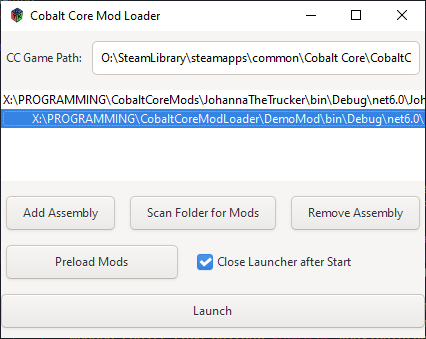 Cobalt Core Mod Loader
CC Game Path: O:\SteamLibrary\steamapps\common\Cobalt Core\CobaltC
X:\PROGRAMMING\CobaltCoreMods\JohannaTheTrucker\bin\Debug\net6.0\Joh
X:\PROGRAMMING\CobaltCoreModLoader\DemoMod\bin\Debug\net6.0\
Add Assembly Scan Folder for Mods Remove Assembly
Preload Mods Close Launcher after Start
Launch